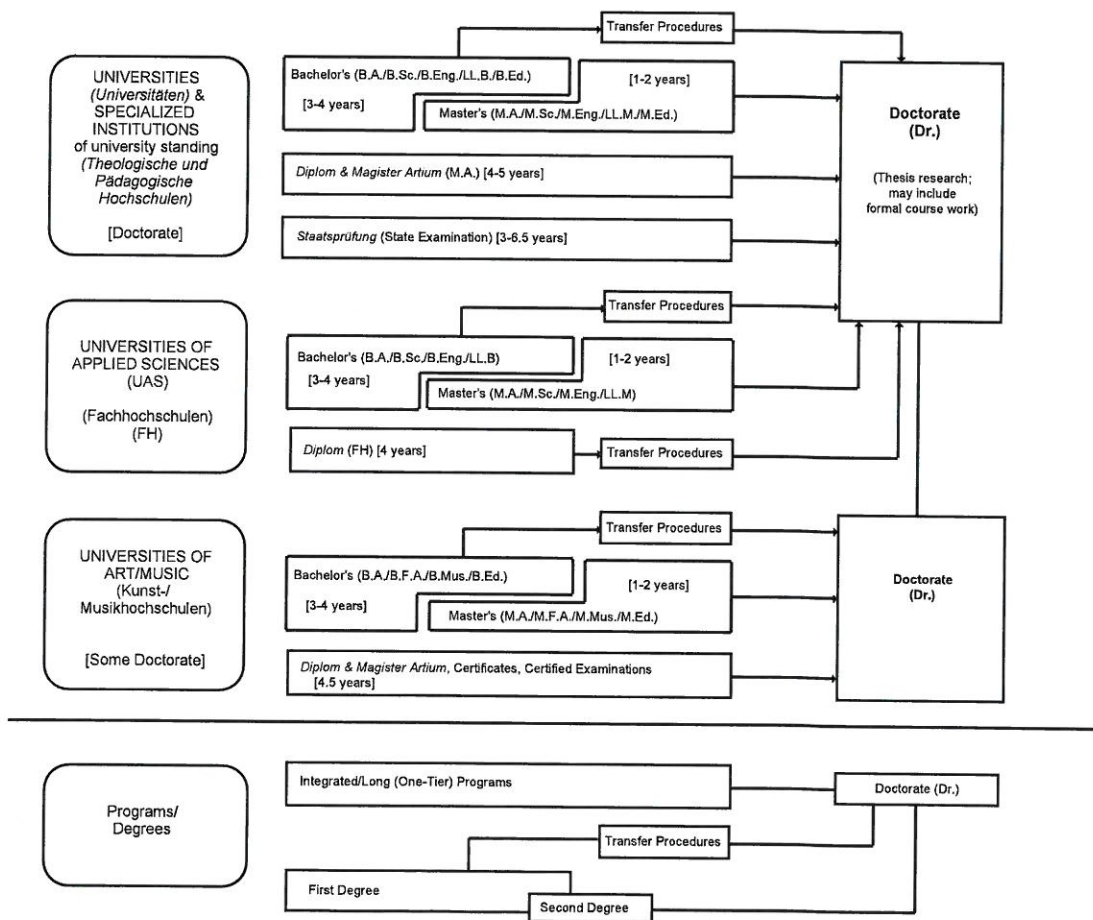 Transfer Procedures
UNIVERSITIES
(Universitäten) &
SPECIALIZED
INSTITUTIONS
of university standing
(Theologische und
Pädagogische
Hochschulen)
[Doctorate]
Bachelor's (B.A./B.Sc./B.Eng./LL.B./B.Ed.)
[3-4 years]
[1-2 years]
Master's (M.A./M.Sc./M.Eng./LL.M./M.Ed.)
Diplom & Magister Artium (M.A.) [4-5 years]
Staatsprüfung (State Examination) [3-6.5 years]
Doctorate
(Dr.)
(Thesis research;
may include
formal course work)
UNIVERSITIES OF
APPLIED SCIENCES
(UAS)
(Fachhochschulen)
(FH)
Transfer Procedures
Bachelor's (B.A./B.Sc./B.Eng./LL.B)
[3-4 years]
[1-2 years]
Master's (M.A./M.Sc./M.Eng./LL.M)
Diplom (FH) [4 years]
Transfer Procedures
UNIVERSITIES OF
ART/MUSIC
(Kunst-/
Musikhochschulen)
[Some Doctorate]
Transfer Procedures
Bachelor's (B.A./B.F.A./B.Mus./B.Ed.)
[3-4 years]
[1-2 years]
Master's (M.A./M.F.A./M.Mus./M.Ed.)
Diplom & Magister Artium, Certificates, Certified Examinations
[4.5 years]
Doctorate
(Dr.)
Programs/
Degrees
Integrated/Long (One-Tier) Programs
Doctorate (Dr.)
Transfer Procedures
First Degree
Second Degree